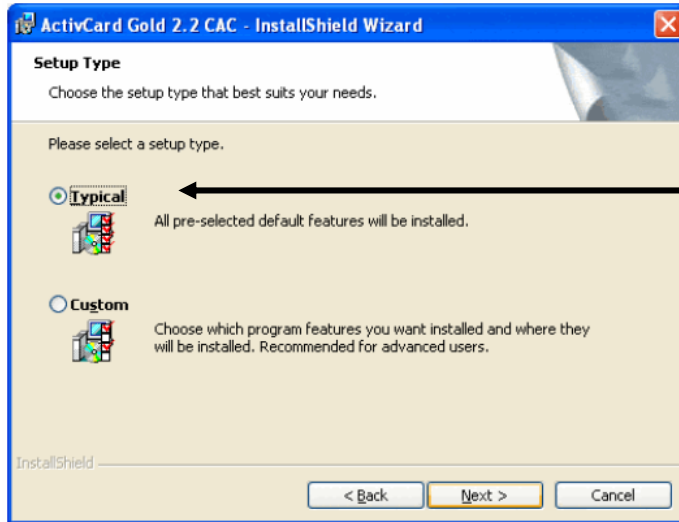 ActivCard Gold 2.2 CAC - InstallShield Wizard
Setup Type
Choose the setup type that best suits your needs.
Please select a setup type.
Typical
All pre-selected default features will be installed.
Custom
Choose which program features you want installed and where they
will be installed. Recommended for advanced users.
InstallShield
< Back
Next >
Cancel